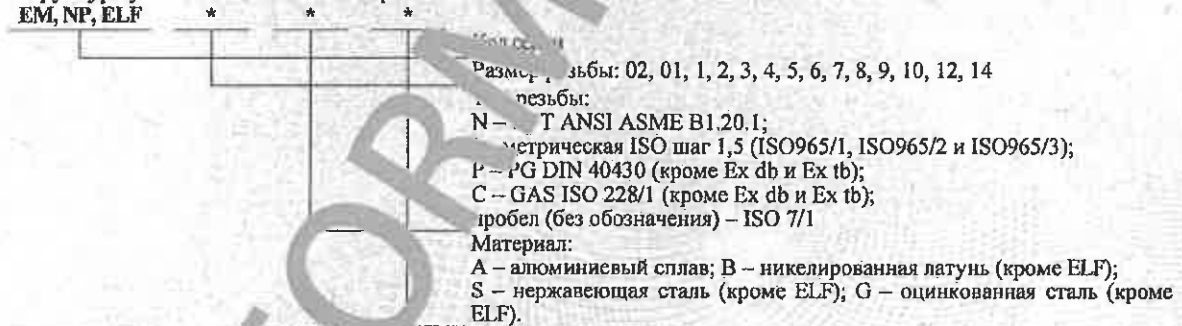 EM, NP, ELF * * *
Размер резьбы: 02, 01, 1, 2, 3, 4, 5, 6, 7, 8, 9, 10, 12, 14
резьбы:
N – T ANSI ASME B1.20.1;
метрическая ISO шаг 1,5 (ISO965/1, ISO965/2 и ISO965/3);
P – PG DIN 40430 (кроме Ex db и Ex tb);
C – GAS ISO 228/1 (кроме Ex db и Ex tb);
пробел (без обозначения) – ISO 7/1
Материал:
A – алюминиевый сплав; B – никелированная латунь (кроме ELF);
S – нержавеющая сталь (кроме ELF); G – оцинкованная сталь (кроме
ELF).